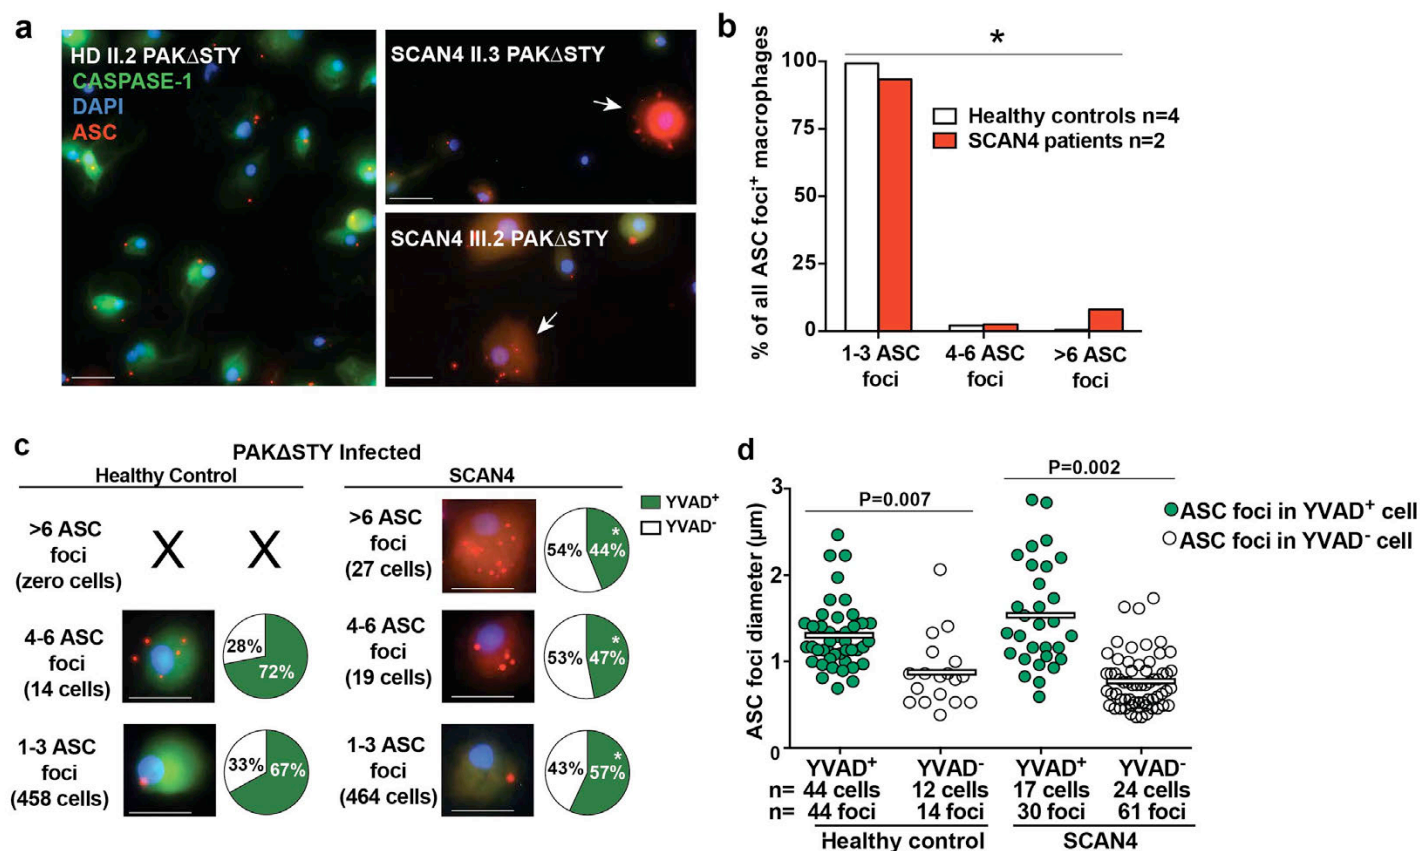 a
HD II.2 PAKΔSTY
CASPASE-1
DAPI
ASC
SCAN4 II.3 PAKΔSTY
SCAN4 III.2 PAKΔSTY
b
% of all ASC foci⁺ macrophages
100
75
50
25
0
*
Healthy controls n=4
SCAN4 patients n=2
1-3 ASC
foci
4-6 ASC
foci
>6 ASC
foci
c
PAKΔSTY Infected
Healthy Control
SCAN4
YVAD⁺
YVAD⁻
>6 ASC
foci
(zero cells)
X X
>6 ASC
foci
(27 cells)
54%
*
44%
4-6 ASC
foci
(14 cells)
28%
72%
4-6 ASC
foci
(19 cells)
53%
*
47%
1-3 ASC
foci
(458 cells)
33%
67%
1-3 ASC
foci
(464 cells)
43%
*
57%
d
ASC foci diameter (µm)
3
2
1
0
P=0.007
P=0.002
ASC foci in YVAD⁺ cell
ASC foci in YVAD⁻ cell
YVAD⁺ YVAD⁻ YVAD⁺ YVAD⁻
n= 44 cells 12 cells 17 cells 24 cells
n= 44 foci 14 foci 30 foci 61 foci
Healthy control SCAN4